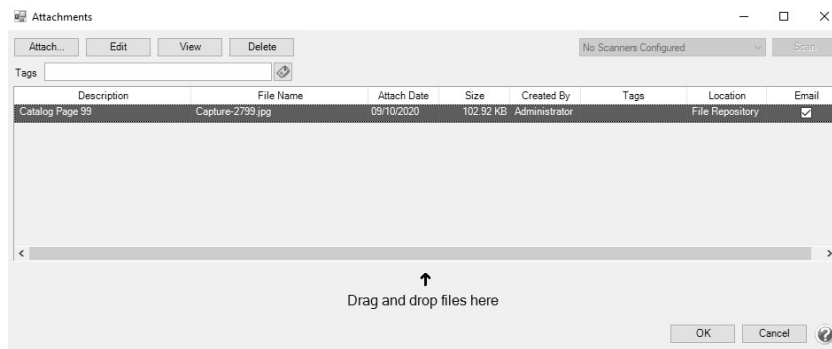 Attachments
Attach... Edit View Delete No Scanners Configured Scan
Tags
Description File Name Attach Date Size Created By Tags Location Email
Catalog Page 99 Capture-2799.jpg 09/10/2020 102.92 KB Administrator File Repository
Drag and drop files here
OK Cancel ?